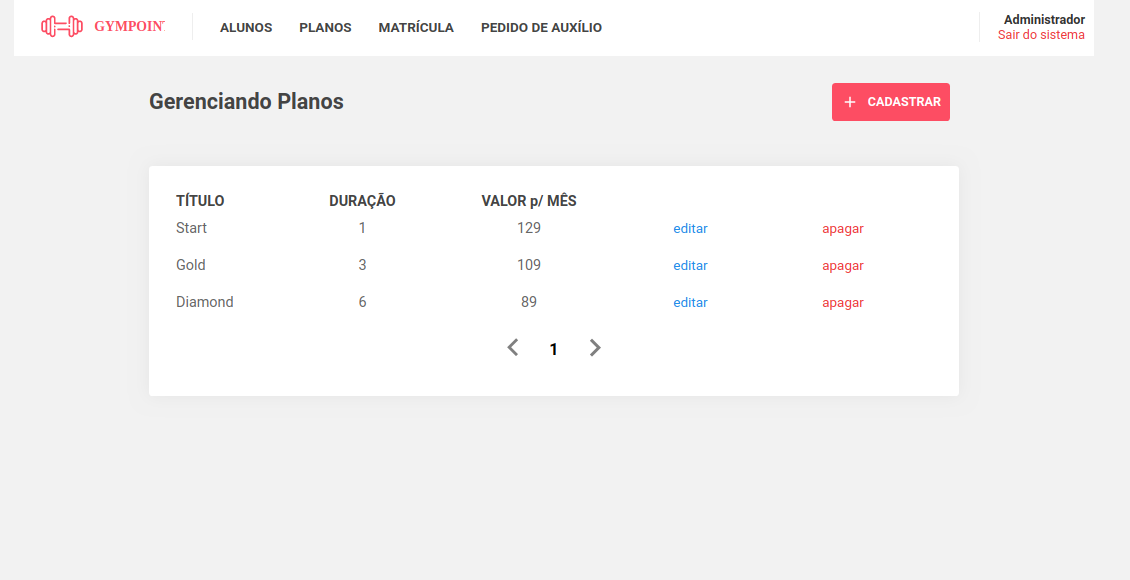 GYMPOINT
ALUNOS PLANOS MATRÍCULA PEDIDO DE AUXÍLIO
Administrador
Sair do sistema
Gerenciando Planos
+ CADASTRAR
TÍTULO DURAÇÃO VALOR p/ MÊS
Start 1 129 editar apagar
Gold 3 109 editar apagar
Diamond 6 89 editar apagar
1